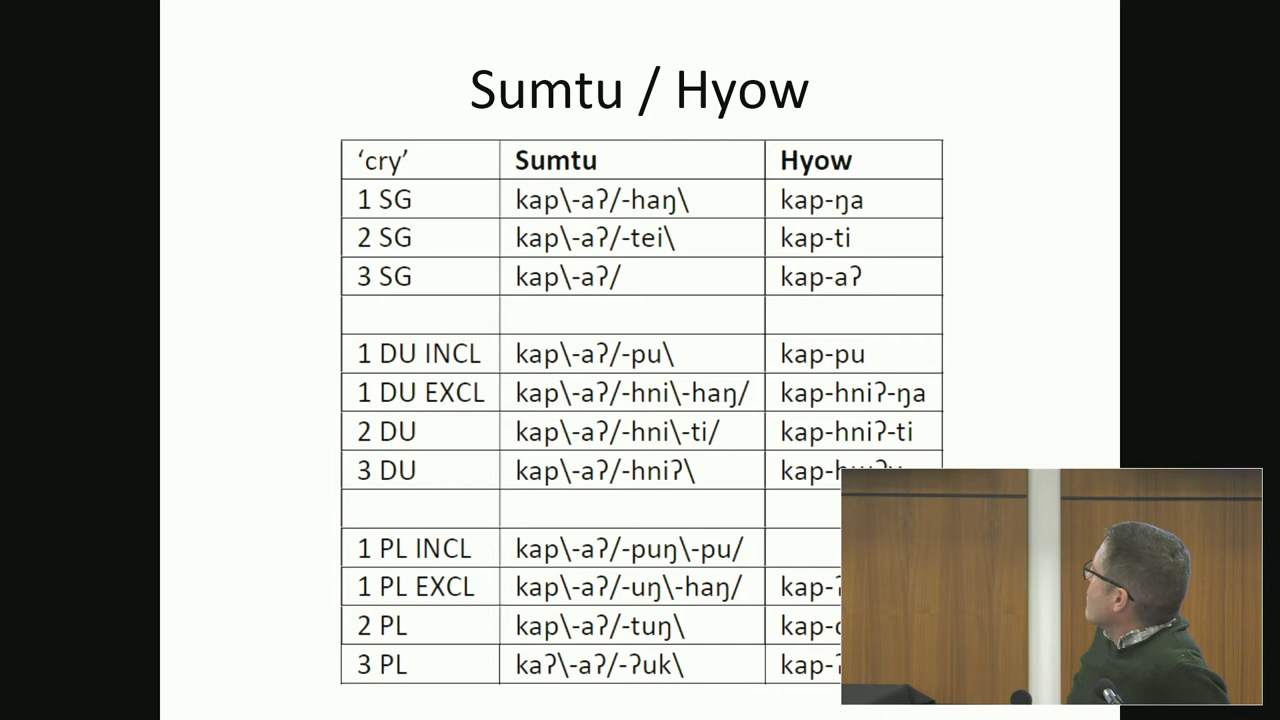 Sumtu / Hyow
‘cry’ Sumtu Hyow
1 SG kap\-aʔ/-haŋ\ kap-ŋa
2 SG kap\-aʔ/-tei\ kap-ti
3 SG kap\-aʔ/ kap-aʔ
1 DU INCL kap\-aʔ/-pu\ kap-pu
1 DU EXCL kap\-aʔ/-hni\-haŋ/ kap-hniʔ-ŋa
2 DU kap\-aʔ/-hni\-ti/ kap-hniʔ-ti
3 DU kap\-aʔ/-hniʔ\
1 PL INCL kap\-aʔ/-puŋ\-pu/
1 PL EXCL kap\-aʔ/-uŋ\-haŋ/
2 PL kap\-aʔ/-tuŋ\
3 PL kaʔ\-aʔ/-ʔuk\